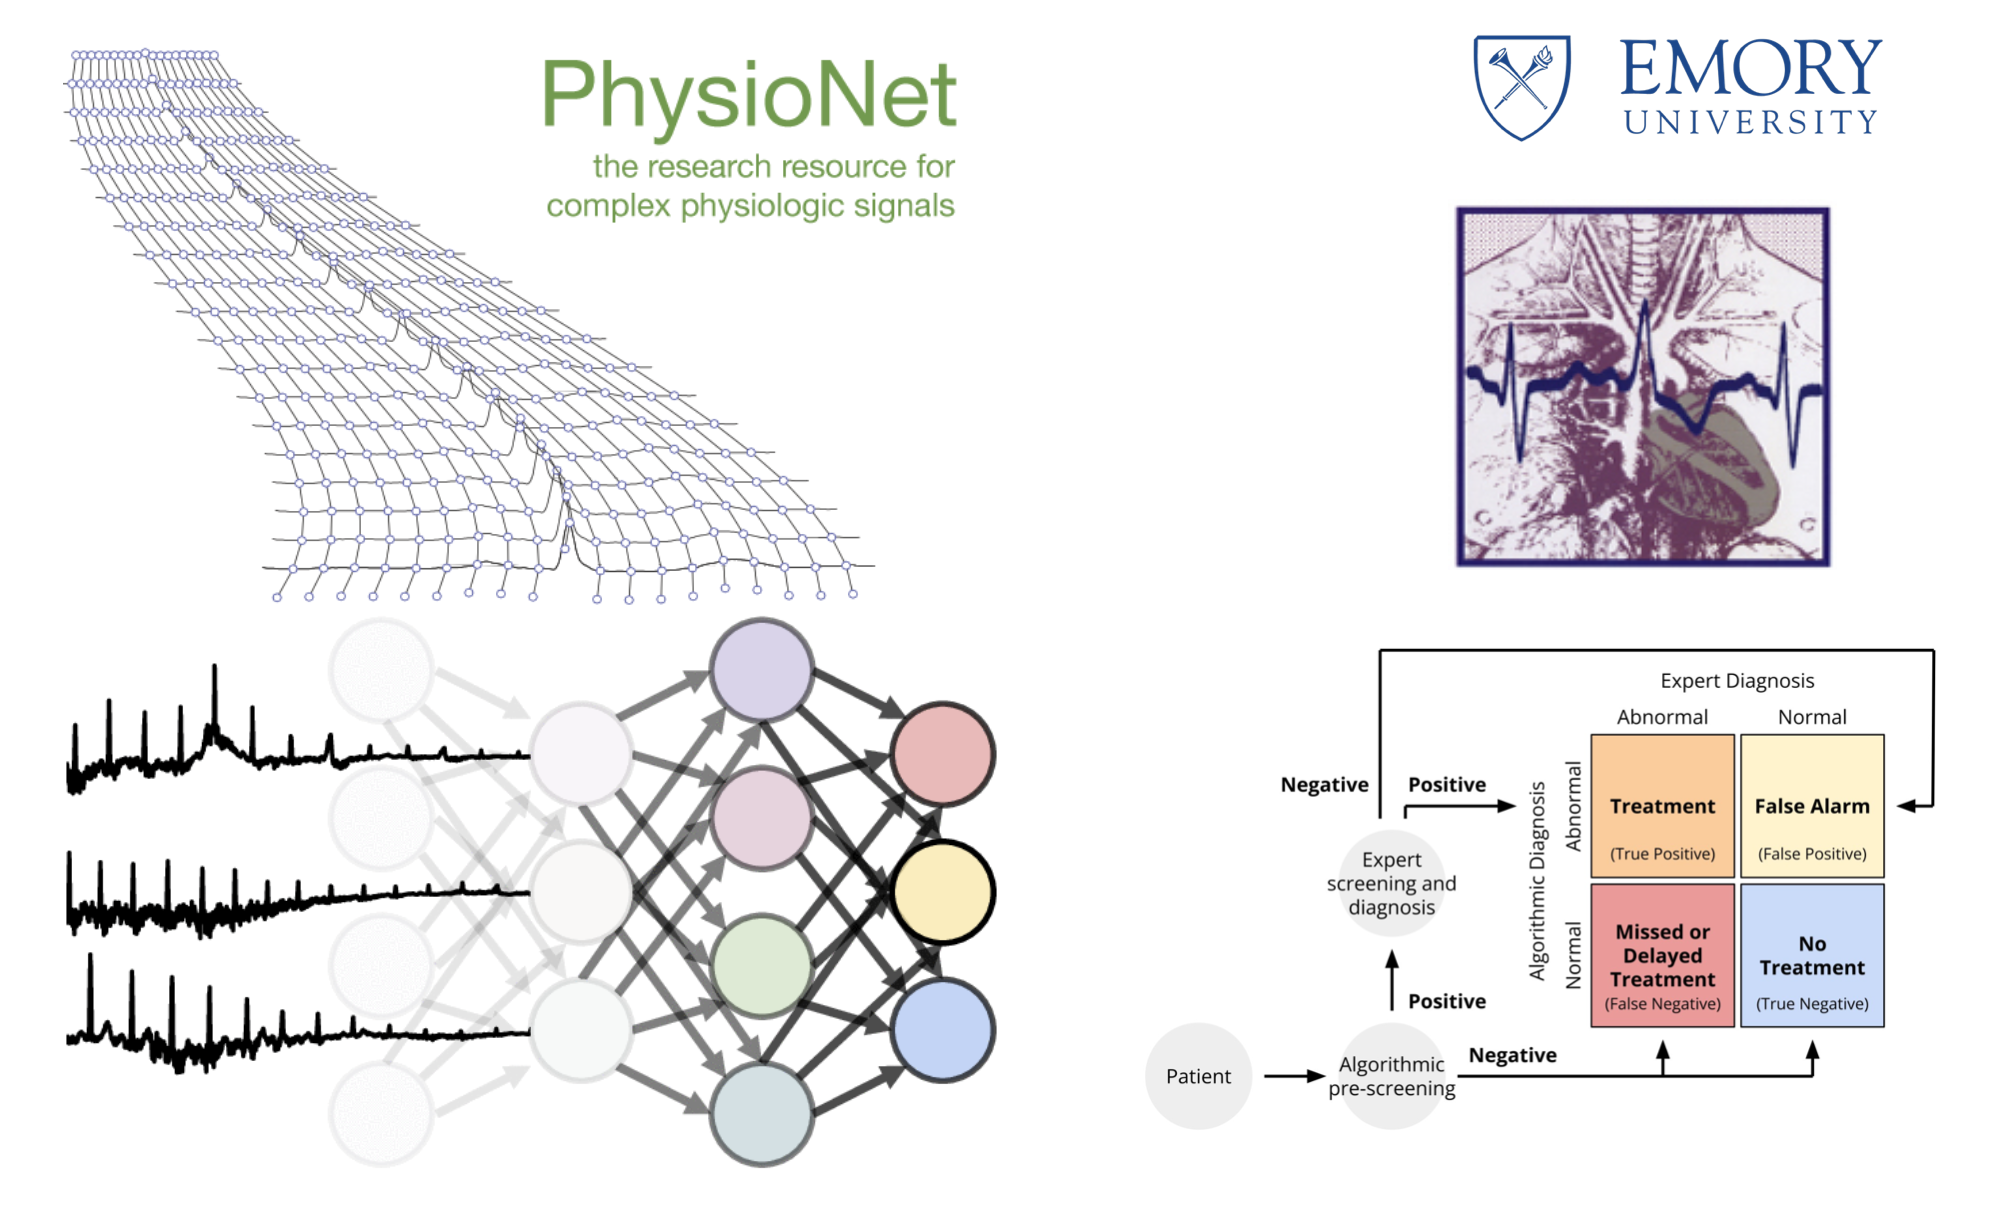 PhysioNet
the research resource for
complex physiologic signals
EMORY
UNIVERSITY
Expert Diagnosis
Abnormal
Normal
Negative
Positive
Algorithmic Diagnosis
Abnormal
Normal
Treatment
(True Positive)
False Alarm
(False Positive)
Expert
screening and
diagnosis
Missed or
Delayed
Treatment
(False Negative)
No
Treatment
(True Negative)
Positive
Patient
Algorithmic
pre-screening
Negative